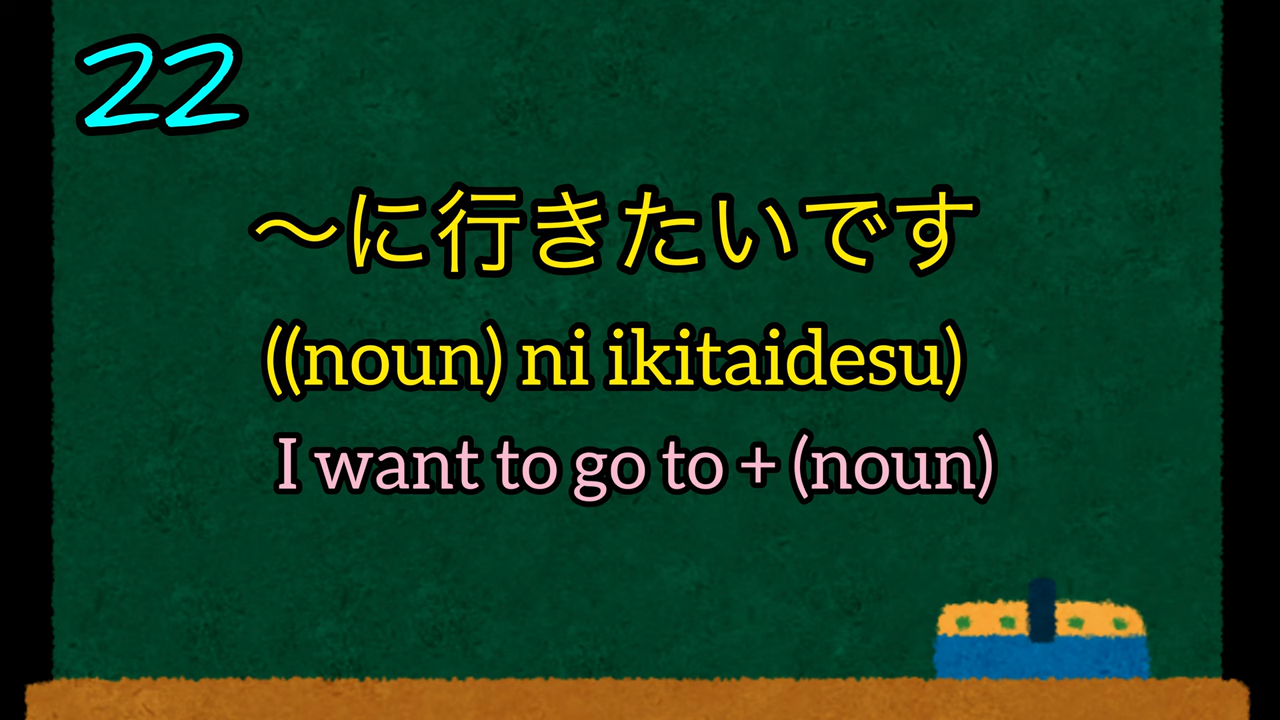 22
～に行きたいです
((noun) ni ikitaidesu)
I want to go to + (noun)